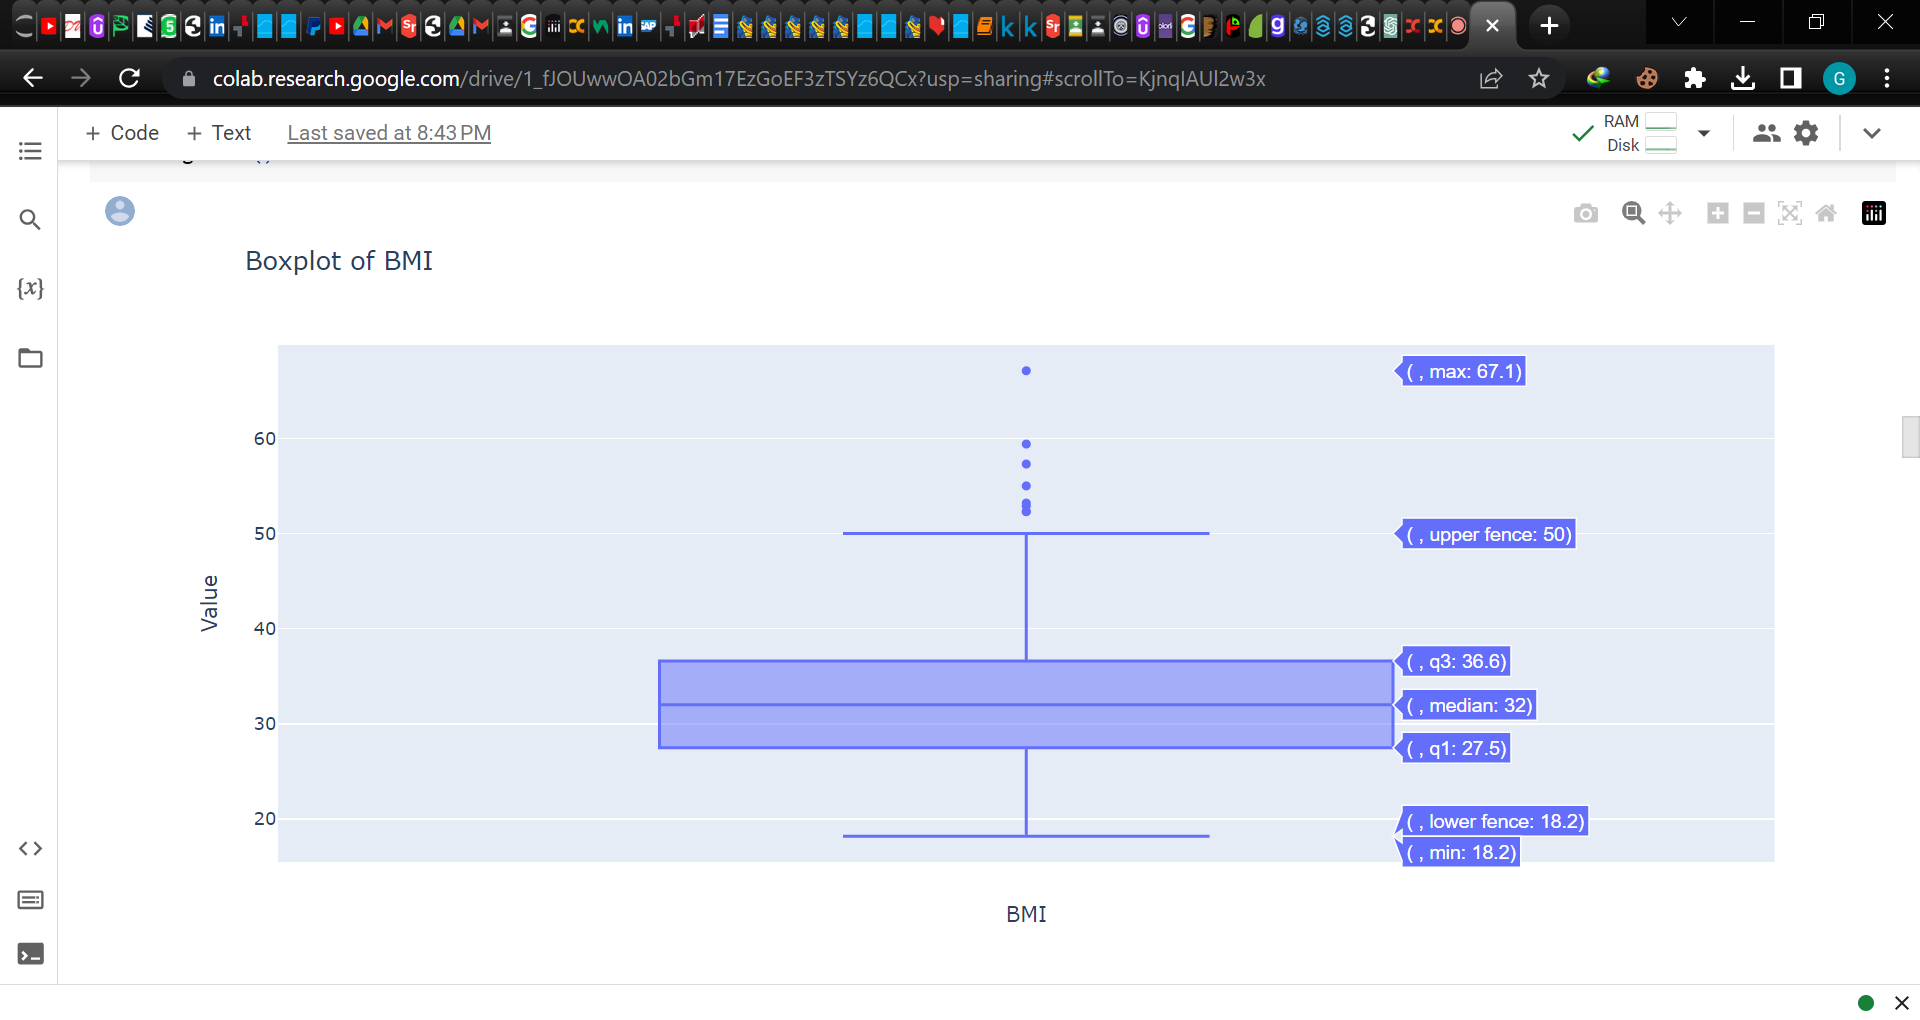 colab.research.google.com/drive/1_fJOUwwOA02bGm17EzGoEF3zTSYz6QCx?usp=sharing#scrollTo=KjnqIAUl2w3x
G
+ Code + Text Last saved at 8:43 PM
RAM
Disk
{x}
Boxplot of BMI
( , max: 67.1)
60
50
( , upper fence: 50)
Value
40
( , q3: 36.6)
( , median: 32)
30
( , q1: 27.5)
20
( , lower fence: 18.2)
( , min: 18.2)
BMI